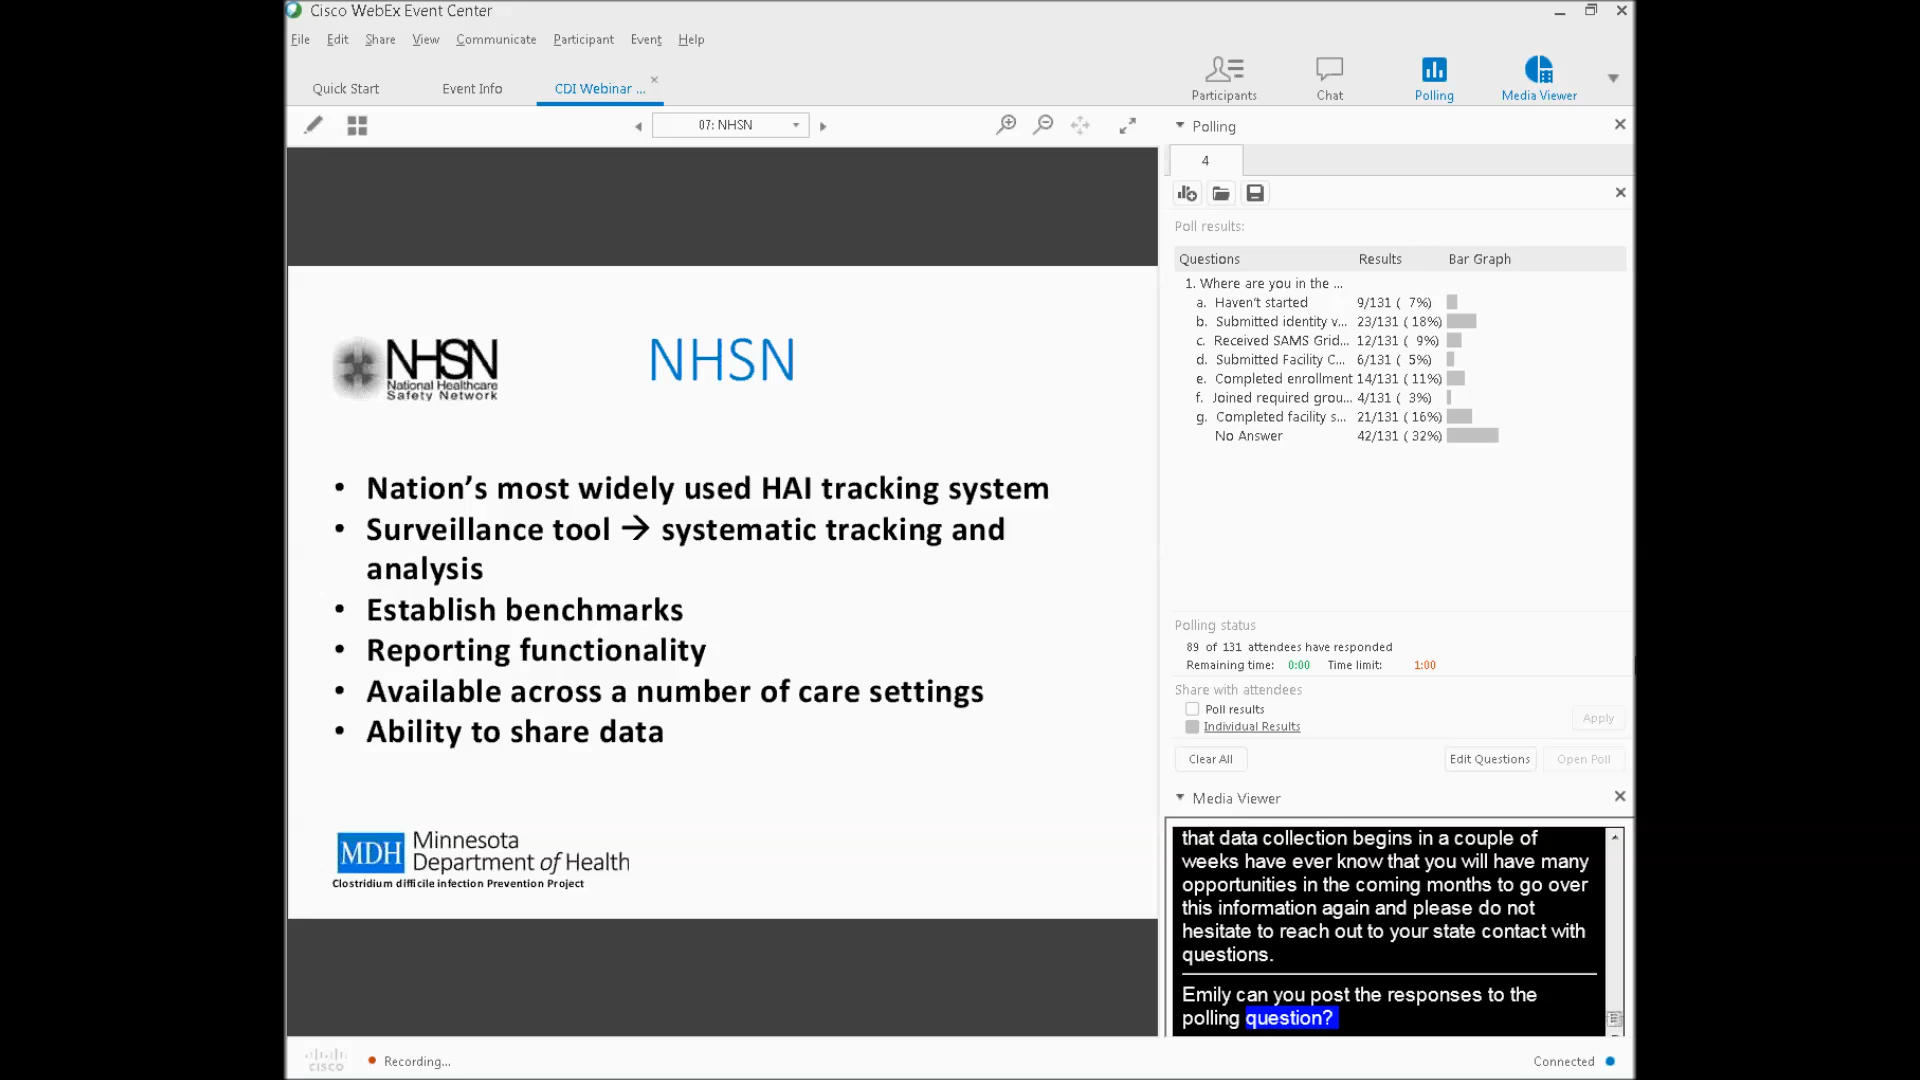 Cisco WebEx Event Center
File Edit Share View Communicate Participant Event Help
Quick Start Event Info CDI Webinar ...
Participants Chat Polling Media Viewer
07: NHSN
Polling
4
Poll results:
Questions Results Bar Graph
1. Where are you in the ...
a. Haven't started 9/131 ( 7%)
b. Submitted identity v... 23/131 ( 18%)
c. Received SAMS Grid... 12/131 ( 9%)
d. Submitted Facility C... 6/131 ( 5%)
e. Completed enrollment 14/131 ( 11%)
f. Joined required grou... 4/131 ( 3%)
g. Completed facility s... 21/131 ( 16%)
No Answer 42/131 ( 32%)
NHSN
National Healthcare
Safety Network
NHSN
• Nation's most widely used HAI tracking system
• Surveillance tool → systematic tracking and
analysis
• Establish benchmarks
• Reporting functionality
• Available across a number of care settings
• Ability to share data
MDH Minnesota
Department of Health
Clostridium difficile infection Prevention Project
Polling status
89 of 131 attendees have responded
Remaining time: 0:00 Time limit: 1:00
Share with attendees
Poll results
Individual Results
Apply
Clear All Edit Questions Open Poll
Media Viewer
that data collection begins in a couple of
weeks have ever know that you will have many
opportunities in the coming months to go over
this information again and please do not
hesitate to reach out to your state contact with
questions.
Emily can you post the responses to the
polling question?
cisco Recording... Connected